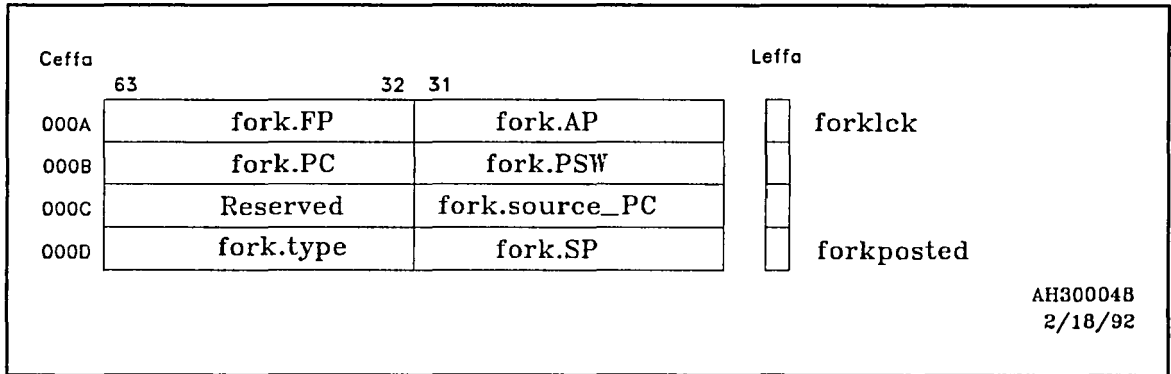 Ceffa Leffa
63 32 31
000A fork.FP fork.AP forklck
000B fork.PC fork.PSW
000C Reserved fork.source_PC
000D fork.type fork.SP forkposted
AH300048
2/18/92